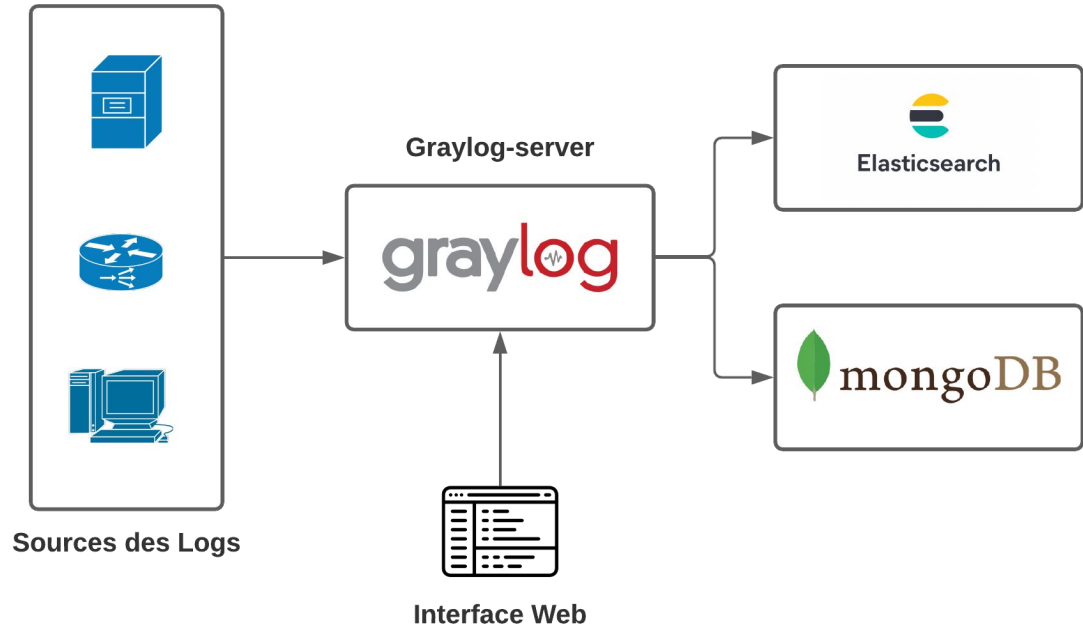 Graylog-server
graylog
Elasticsearch
mongoDB
Sources des Logs
Interface Web